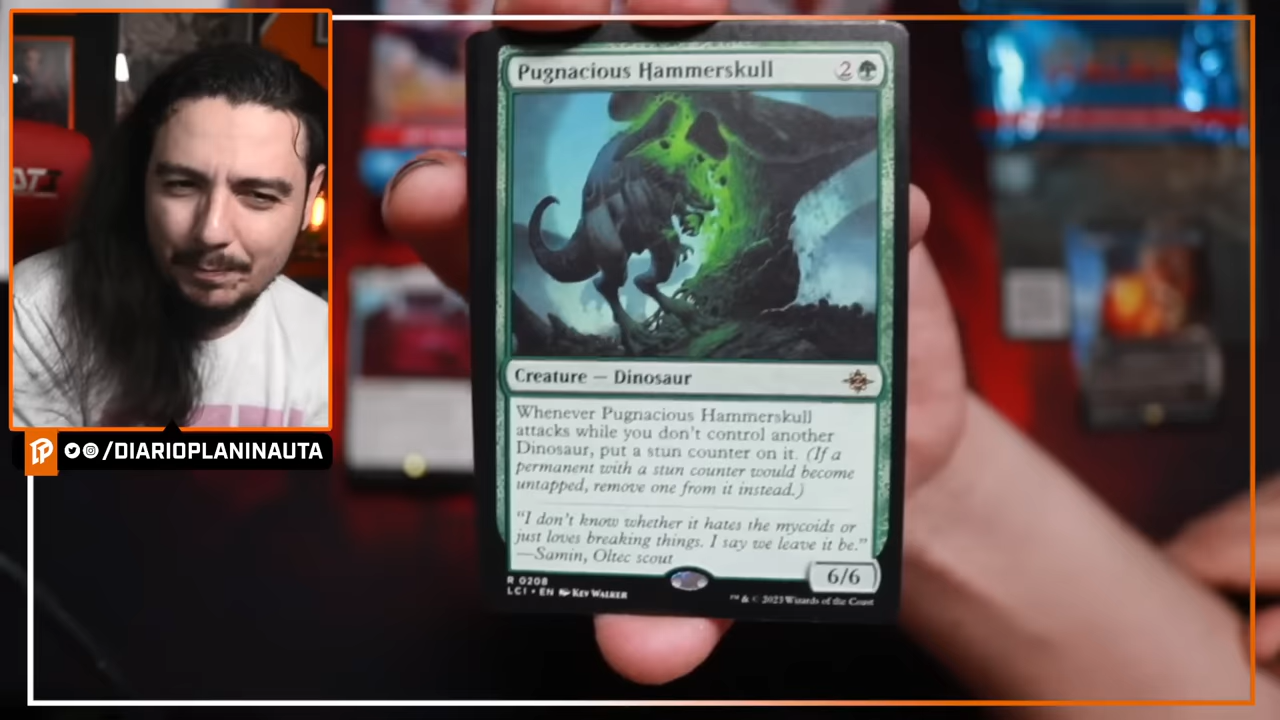 Pugnacious Hammerskull 2
Creature — Dinosaur
Whenever Pugnacious Hammerskull
attacks while you don't control another
Dinosaur, put a stun counter on it. (If a
permanent with a stun counter would become
untapped, remove one from it instead.)
"I don't know whether it hates the mycoids or
just loves breaking things. I say we leave it be."
—Samin, Oltec scout
6/6
R 0208
LCI • EN Kev Walker
™ & © 2023 Wizards of the Coast
/DIARIOPLANINAUTA